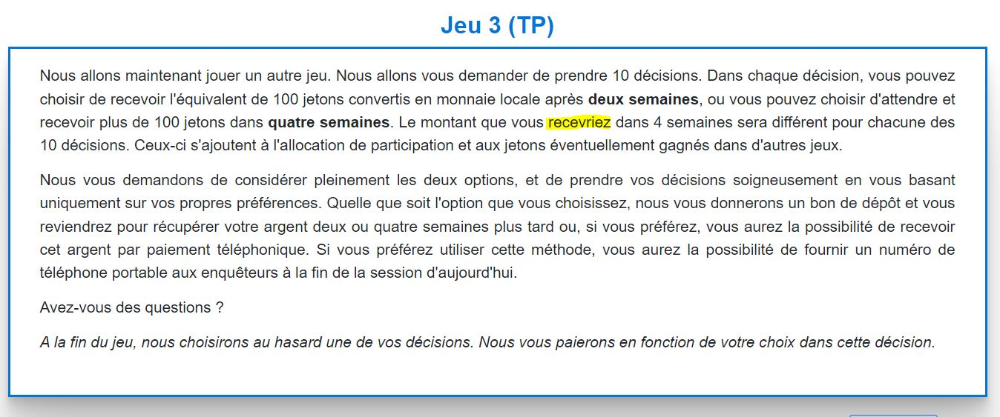 Jeu 3 (TP)
Nous allons maintenant jouer un autre jeu. Nous allons vous demander de prendre 10 décisions. Dans chaque décision, vous pouvez
choisir de recevoir l'équivalent de 100 jetons convertis en monnaie locale après deux semaines, ou vous pouvez choisir d'attendre et
recevoir plus de 100 jetons dans quatre semaines. Le montant que vous recevriez dans 4 semaines sera différent pour chacune des
10 décisions. Ceux-ci s'ajoutent à l'allocation de participation et aux jetons éventuellement gagnés dans d'autres jeux.
Nous vous demandons de considérer pleinement les deux options, et de prendre vos décisions soigneusement en vous basant
uniquement sur vos propres préférences. Quelle que soit l'option que vous choisissez, nous vous donnerons un bon de dépôt et vous
reviendrez pour récupérer votre argent deux ou quatre semaines plus tard ou, si vous préférez, vous aurez la possibilité de recevoir
cet argent par paiement téléphonique. Si vous préférez utiliser cette méthode, vous aurez la possibilité de fournir un numéro de
téléphone portable aux enquêteurs à la fin de la session d'aujourd'hui.
Avez-vous des questions ?
A la fin du jeu, nous choisirons au hasard une de vos décisions. Nous vous paierons en fonction de votre choix dans cette décision.